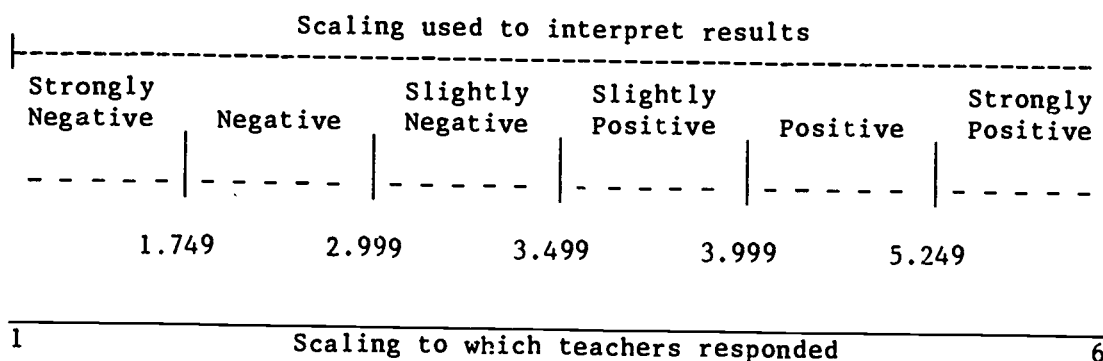 Scaling used to interpret results
Strongly Negative Negative Slightly Negative Slightly Positive Positive Strongly Positive
1.749 2.999 3.499 3.999 5.249
1 Scaling to which teachers responded 6